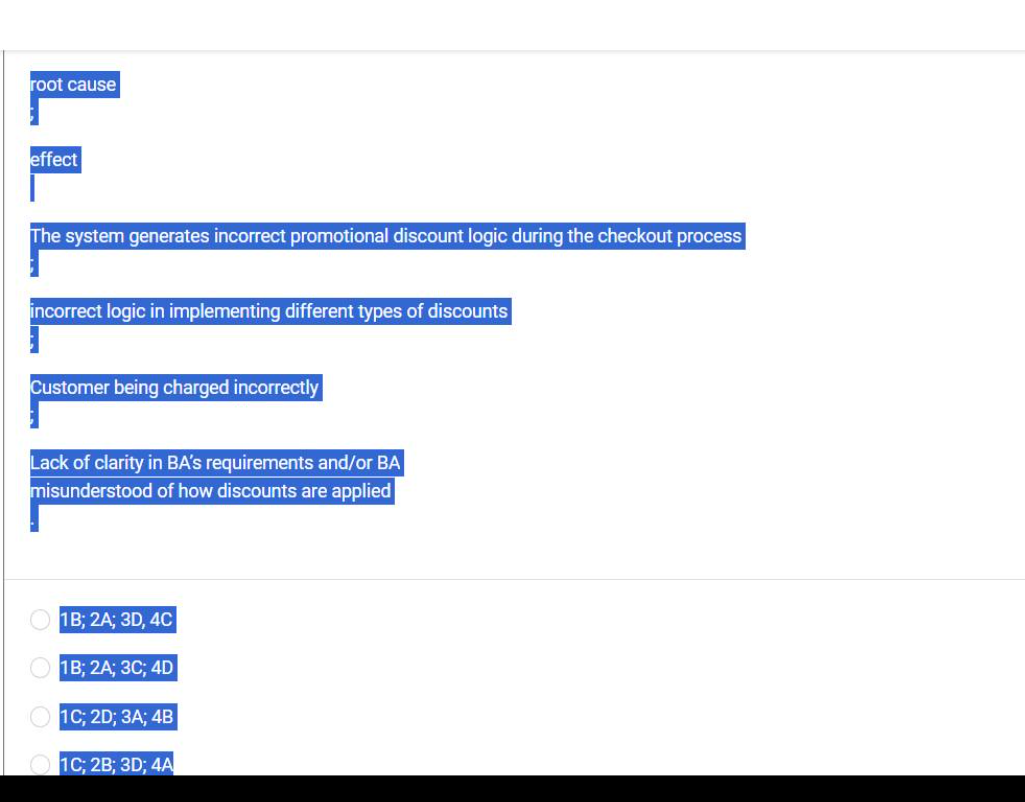 root cause
;
effect
The system generates incorrect promotional discount logic during the checkout process
;
incorrect logic in implementing different types of discounts
;
Customer being charged incorrectly
;
Lack of clarity in BA's requirements and/or BA
misunderstood of how discounts are applied
.
1B; 2A; 3D, 4C
1B; 2A; 3C; 4D
1C; 2D; 3A; 4B
1C; 2B; 3D; 4A